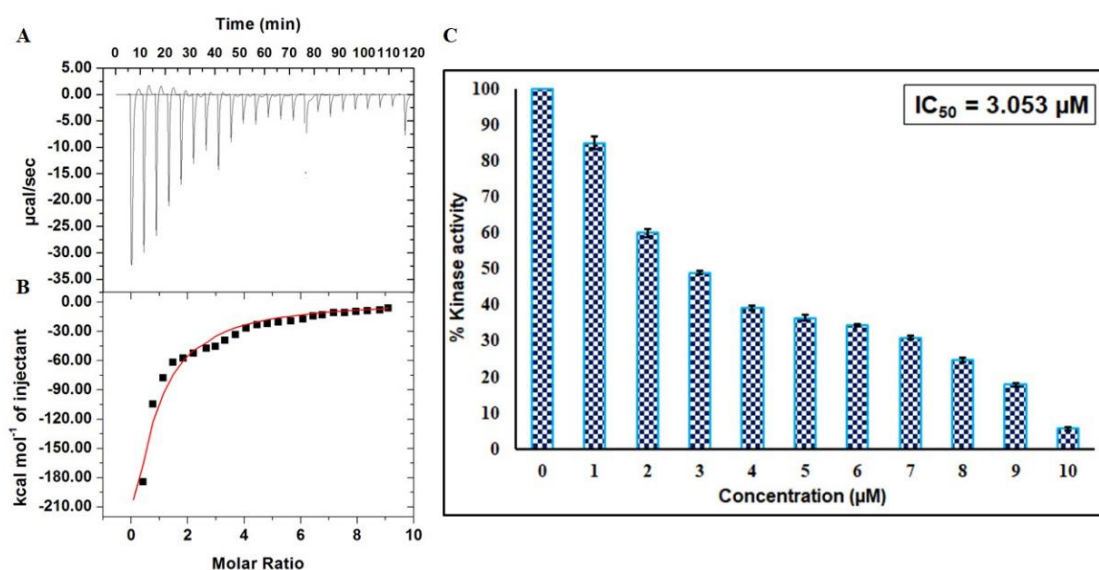 A
Time (min)
0 10 20 30 40 50 60 70 80 90 100 110 120
5.00
0.00
-5.00
-10.00
-15.00
-20.00
-25.00
-30.00
-35.00
µcal/sec
B
0.00
-30.00
-60.00
-90.00
-120.00
-150.00
-180.00
-210.00
kcal mol⁻¹ of injectant
0 2 4 6 8 10
Molar Ratio
C
IC₅₀ = 3.053 µM
100
90
80
70
60
50
40
30
20
10
0
% Kinase activity
0 1 2 3 4 5 6 7 8 9 10
Concentration (µM)